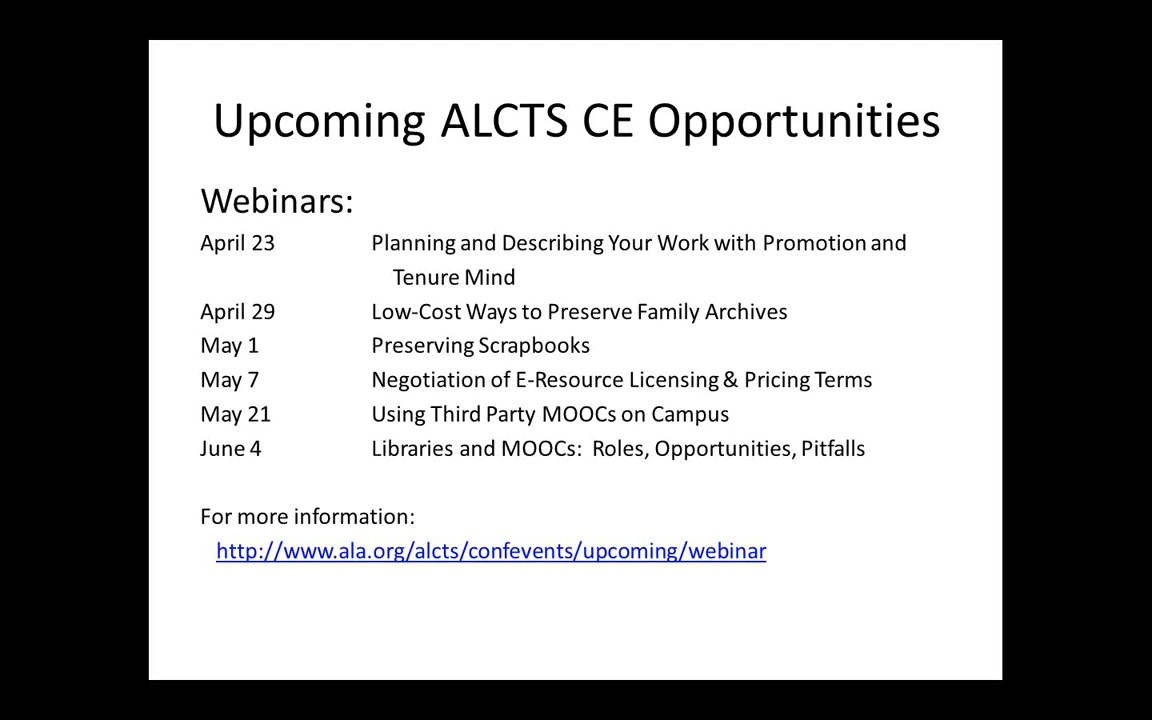 Upcoming ALCTS CE Opportunities
Webinars:
April 23 Planning and Describing Your Work with Promotion and
Tenure Mind
April 29 Low-Cost Ways to Preserve Family Archives
May 1 Preserving Scrapbooks
May 7 Negotiation of E-Resource Licensing & Pricing Terms
May 21 Using Third Party MOOCs on Campus
June 4 Libraries and MOOCs: Roles, Opportunities, Pitfalls
For more information:
http://www.ala.org/alcts/confevents/upcoming/webinar